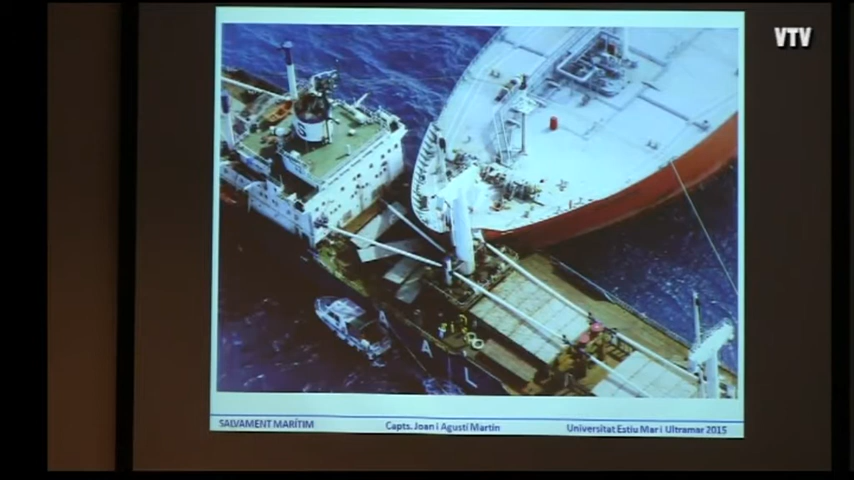 VTV
S
A
A
L
SALVAMENT MARÍTIM
Capts. Joan i Agustí Martín
Universitat Estiu Mar i Ultramar 2015